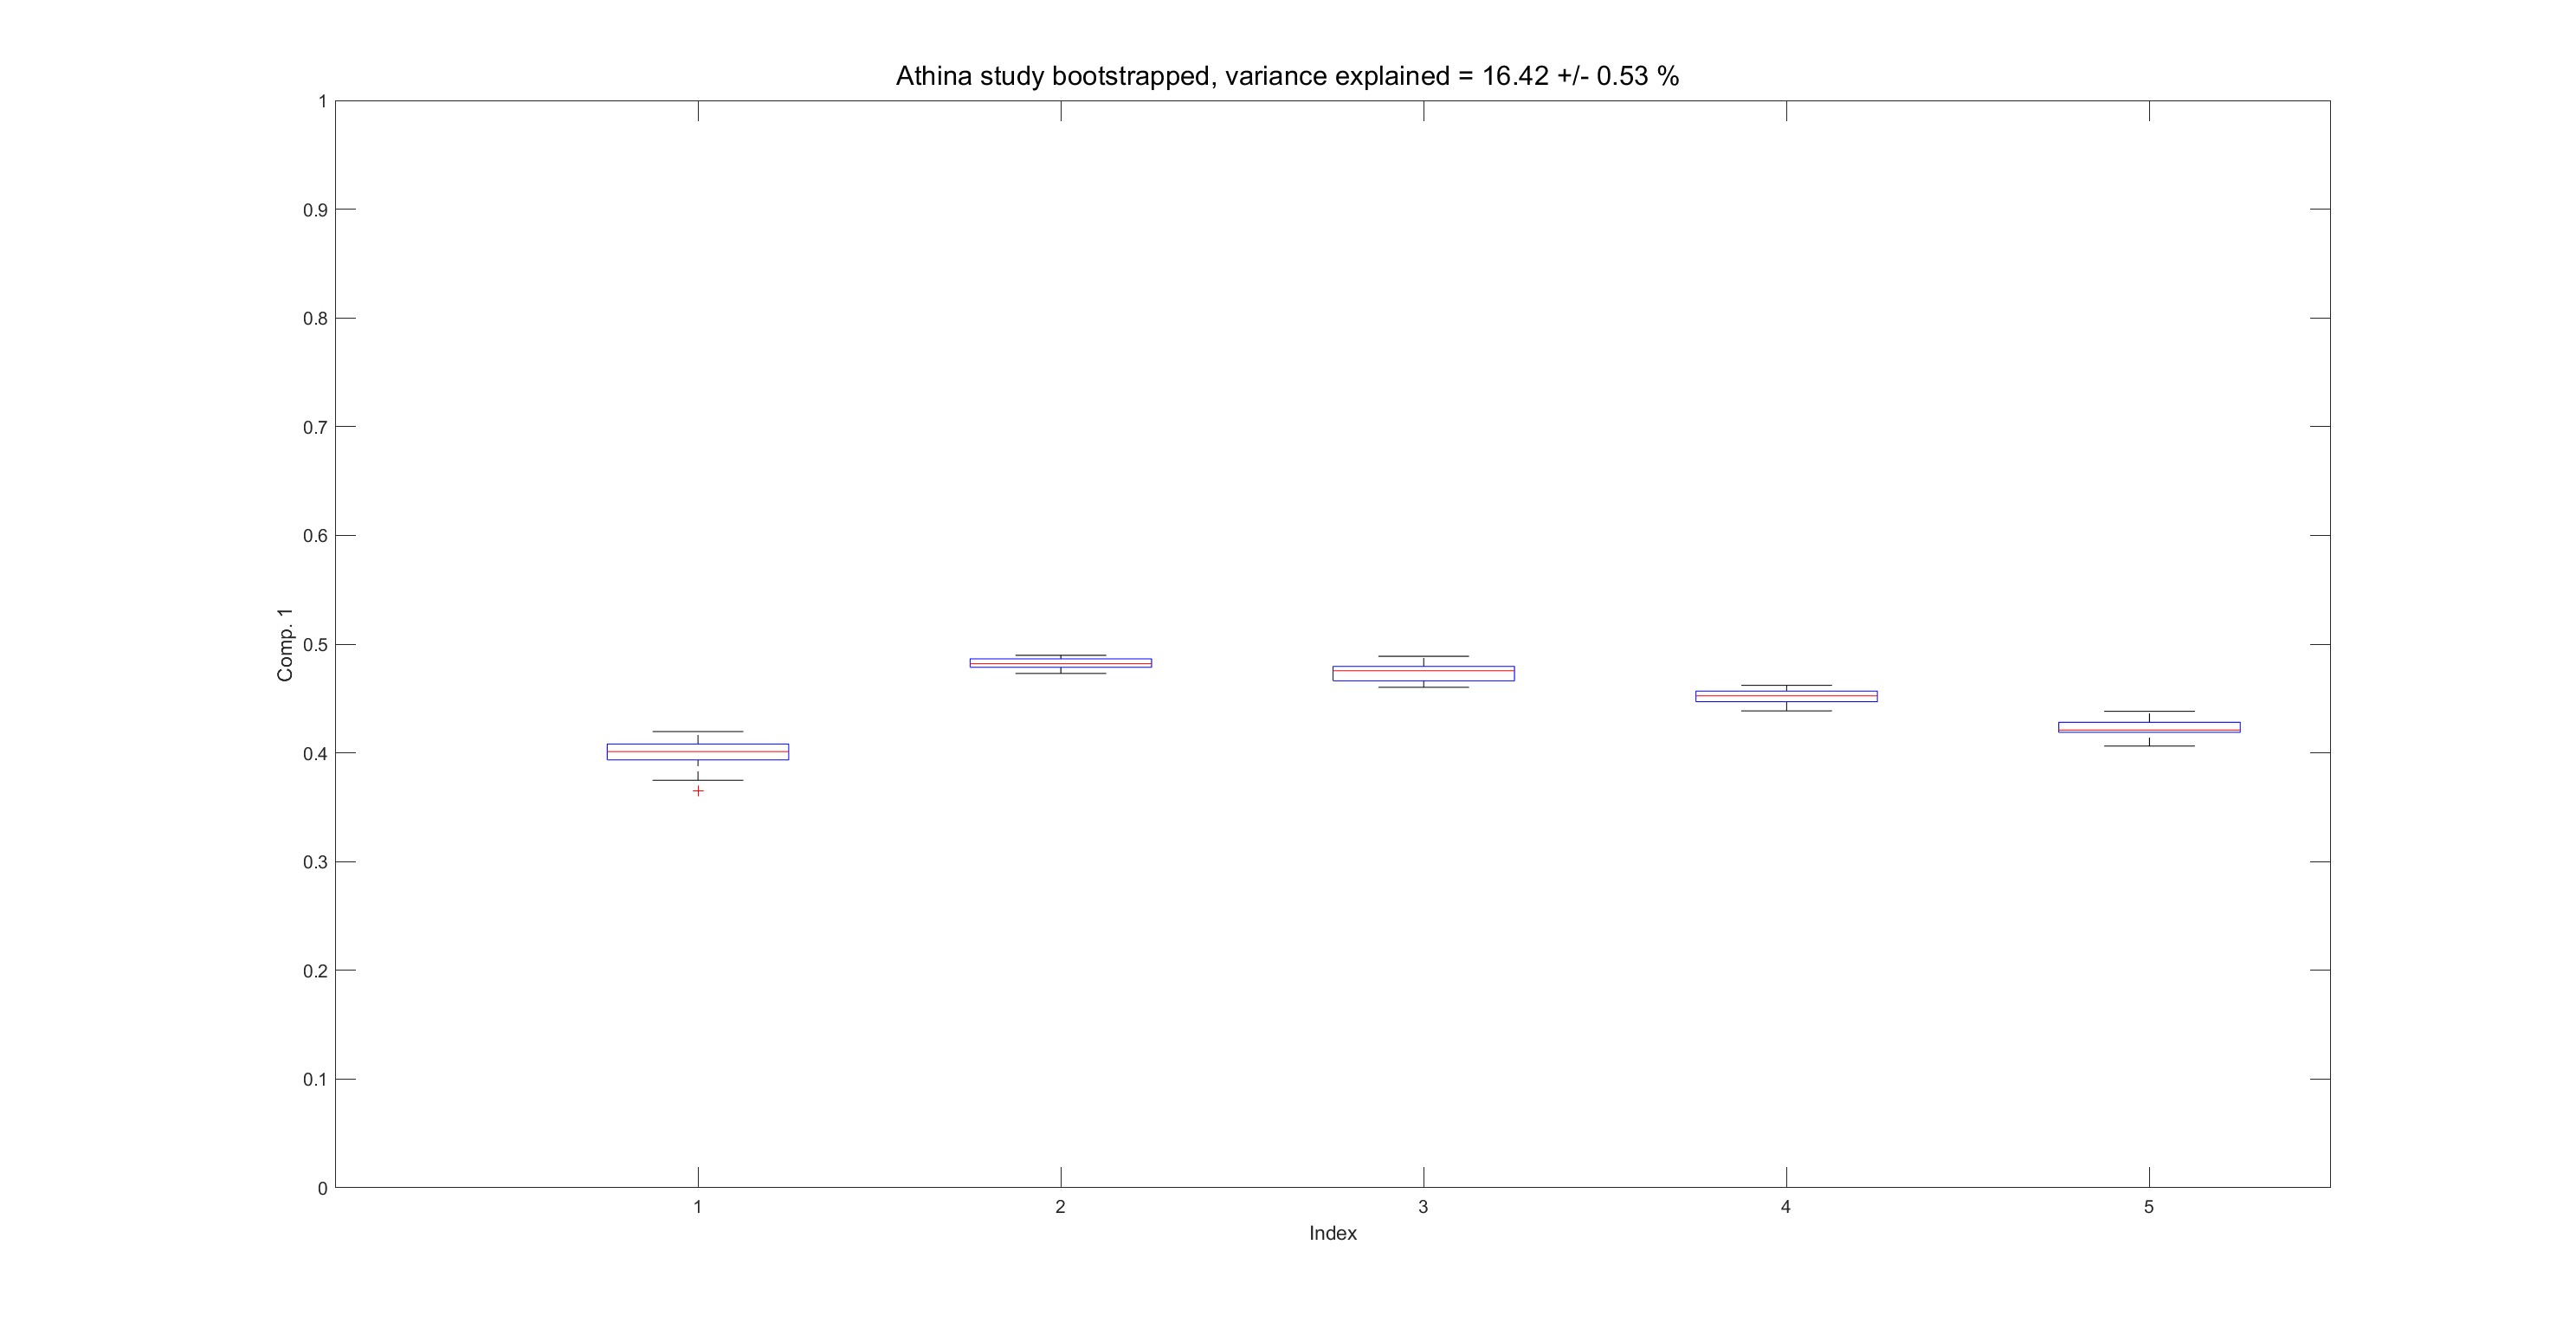 Athina study bootstrapped, variance explained = 16.42 +/- 0.53 %
1
0.9
0.8
0.7
0.6
0.5
0.4
0.3
0.2
0.1
0
Comp. 1
1 2 3 4 5
Index